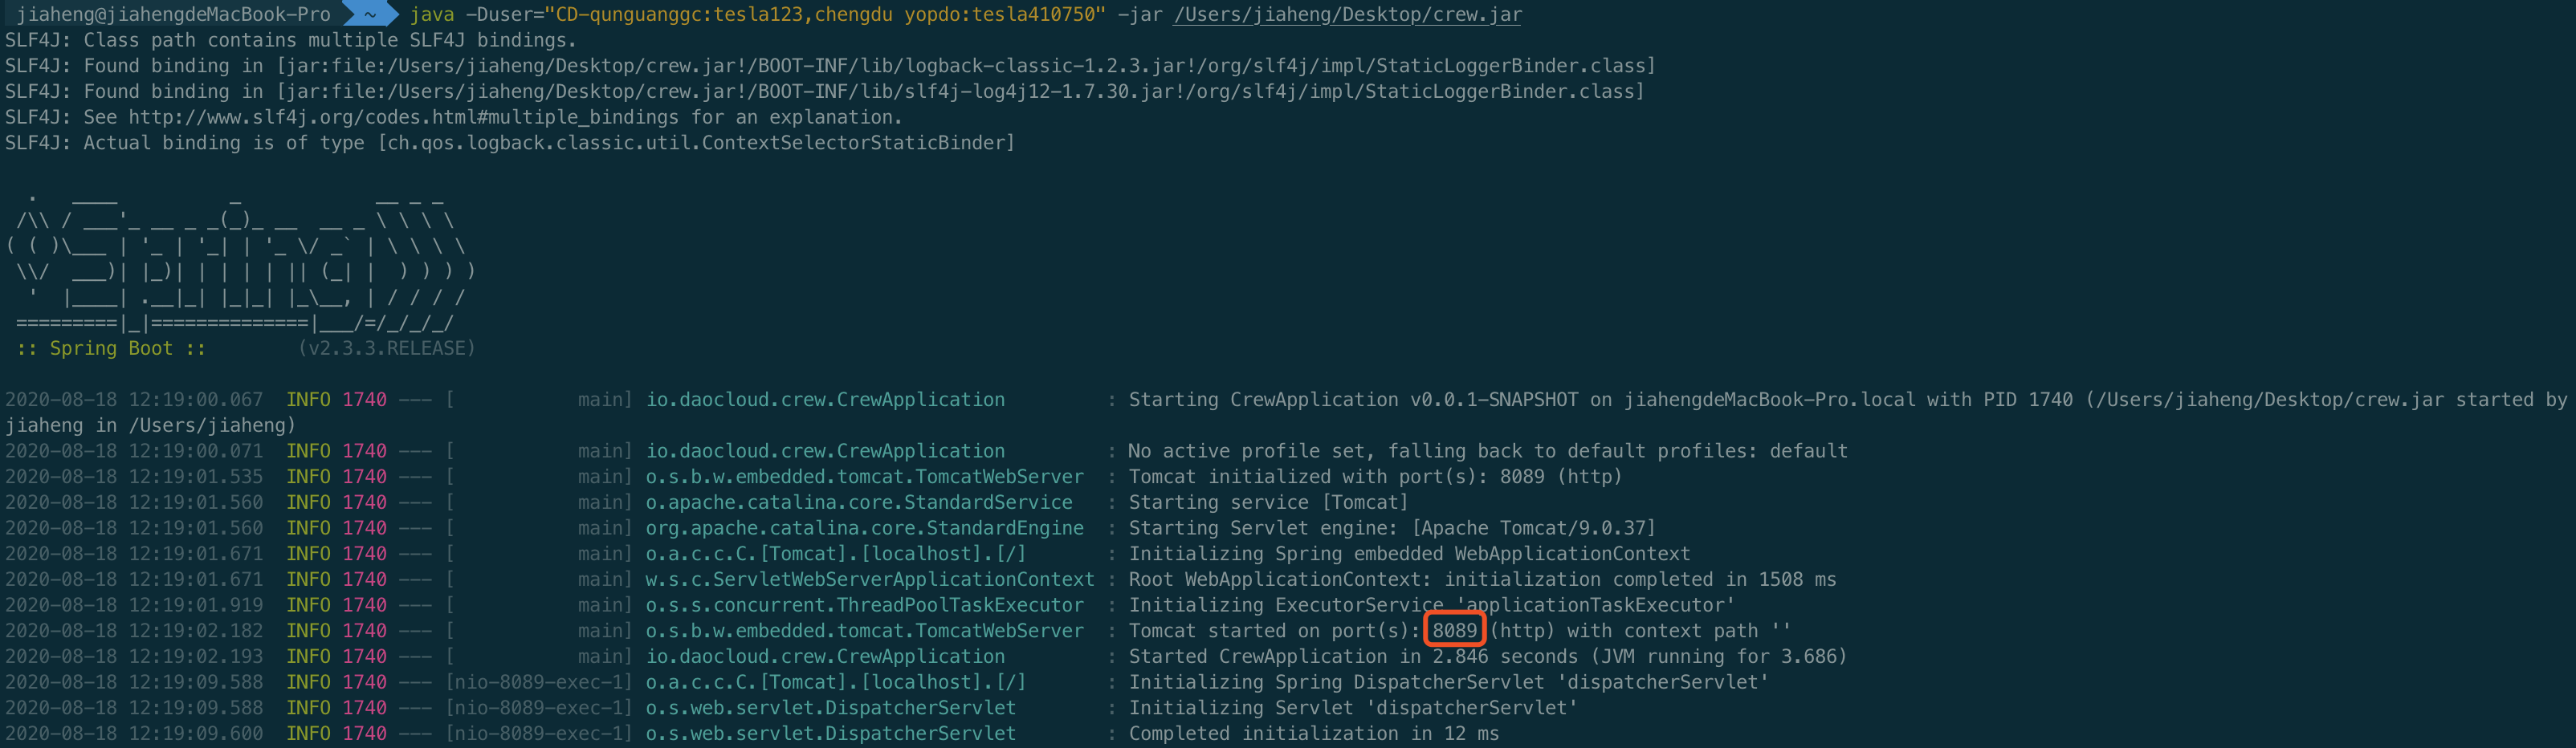 jiaheng@jiahengdeMacBook-Pro ~ java -Duser="CD-qunguanggc:tesla123,chengdu yopdo:tesla410750" -jar /Users/jiaheng/Desktop/crew.jar
SLF4J: Class path contains multiple SLF4J bindings.
SLF4J: Found binding in [jar:file:/Users/jiaheng/Desktop/crew.jar!/BOOT-INF/lib/logback-classic-1.2.3.jar!/org/slf4j/impl/StaticLoggerBinder.class]
SLF4J: Found binding in [jar:file:/Users/jiaheng/Desktop/crew.jar!/BOOT-INF/lib/slf4j-log4j12-1.7.30.jar!/org/slf4j/impl/StaticLoggerBinder.class]
SLF4J: See http://www.slf4j.org/codes.html#multiple_bindings for an explanation.
SLF4J: Actual binding is of type [ch.qos.logback.classic.util.ContextSelectorStaticBinder]
  .   ____          _            __ _ _
 /\\ / ___'_ __ _ _(_)_ __  __ _ \ \ \ \
( ( )\___ | '_ | '_| | '_ \/ _` | \ \ \ \
 \\/  ___)| |_)| | | | | || (_| |  ) ) ) )
  '  |____| .__|_| |_|_| |_\__, | / / / /
 =========|_|==============|___/=/_/_/_/
 :: Spring Boot ::        (v2.3.3.RELEASE)
2020-08-18 12:19:00.067  INFO 1740 --- [           main] io.daocloud.crew.CrewApplication         : Starting CrewApplication v0.0.1-SNAPSHOT on jiahengdeMacBook-Pro.local with PID 1740 (/Users/jiaheng/Desktop/crew.jar started by
jiaheng in /Users/jiaheng)
2020-08-18 12:19:00.071  INFO 1740 --- [           main] io.daocloud.crew.CrewApplication         : No active profile set, falling back to default profiles: default
2020-08-18 12:19:01.535  INFO 1740 --- [           main] o.s.b.w.embedded.tomcat.TomcatWebServer  : Tomcat initialized with port(s): 8089 (http)
2020-08-18 12:19:01.560  INFO 1740 --- [           main] o.apache.catalina.core.StandardService   : Starting service [Tomcat]
2020-08-18 12:19:01.560  INFO 1740 --- [           main] org.apache.catalina.core.StandardEngine  : Starting Servlet engine: [Apache Tomcat/9.0.37]
2020-08-18 12:19:01.671  INFO 1740 --- [           main] o.a.c.c.C.[Tomcat].[localhost].[/]       : Initializing Spring embedded WebApplicationContext
2020-08-18 12:19:01.671  INFO 1740 --- [           main] w.s.c.ServletWebServerApplicationContext : Root WebApplicationContext: initialization completed in 1508 ms
2020-08-18 12:19:01.919  INFO 1740 --- [           main] o.s.s.concurrent.ThreadPoolTaskExecutor  : Initializing ExecutorService 'applicationTaskExecutor'
2020-08-18 12:19:02.182  INFO 1740 --- [           main] o.s.b.w.embedded.tomcat.TomcatWebServer  : Tomcat started on port(s): 8089 (http) with context path ''
2020-08-18 12:19:02.193  INFO 1740 --- [           main] io.daocloud.crew.CrewApplication         : Started CrewApplication in 2.846 seconds (JVM running for 3.686)
2020-08-18 12:19:09.588  INFO 1740 --- [nio-8089-exec-1] o.a.c.c.C.[Tomcat].[localhost].[/]       : Initializing Spring DispatcherServlet 'dispatcherServlet'
2020-08-18 12:19:09.588  INFO 1740 --- [nio-8089-exec-1] o.s.web.servlet.DispatcherServlet        : Initializing Servlet 'dispatcherServlet'
2020-08-18 12:19:09.600  INFO 1740 --- [nio-8089-exec-1] o.s.web.servlet.DispatcherServlet        : Completed initialization in 12 ms